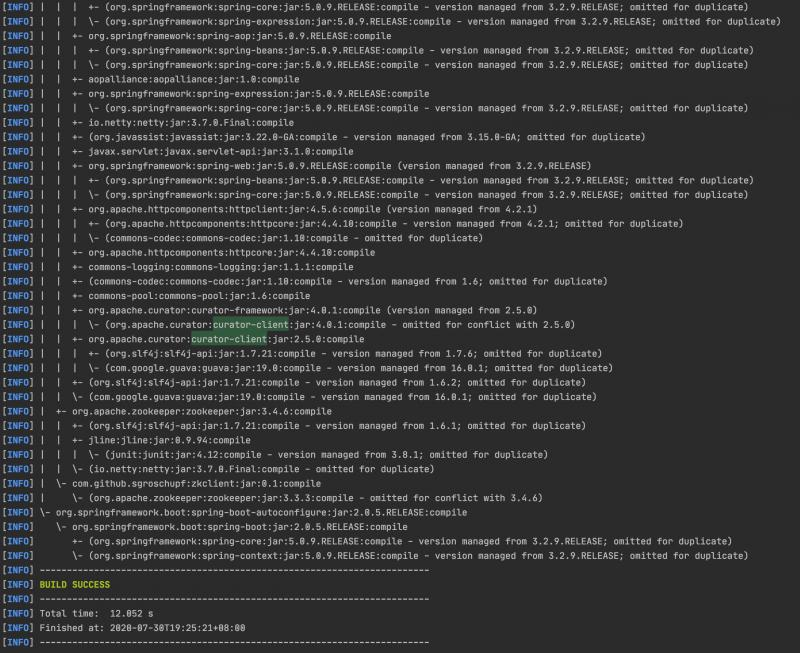 [INFO] |  |  |  +- (org.springframework:spring-core:jar:5.0.9.RELEASE:compile - version managed from 3.2.9.RELEASE; omitted for duplicate)
[INFO] |  |  |  \- (org.springframework:spring-expression:jar:5.0.9.RELEASE:compile - version managed from 3.2.9.RELEASE; omitted for duplicate)
[INFO] |  |  +- org.springframework:spring-aop:jar:5.0.9.RELEASE:compile
[INFO] |  |  |  +- (org.springframework:spring-beans:jar:5.0.9.RELEASE:compile - version managed from 3.2.9.RELEASE; omitted for duplicate)
[INFO] |  |  |  \- (org.springframework:spring-core:jar:5.0.9.RELEASE:compile - version managed from 3.2.9.RELEASE; omitted for duplicate)
[INFO] |  |  +- aopalliance:aopalliance:jar:1.0:compile
[INFO] |  |  +- org.springframework:spring-expression:jar:5.0.9.RELEASE:compile
[INFO] |  |  |  \- (org.springframework:spring-core:jar:5.0.9.RELEASE:compile - version managed from 3.2.9.RELEASE; omitted for duplicate)
[INFO] |  |  +- io.netty:netty:jar:3.7.0.Final:compile
[INFO] |  |  +- (org.javassist:javassist:jar:3.22.0-GA:compile - version managed from 3.15.0-GA; omitted for duplicate)
[INFO] |  |  +- javax.servlet:javax.servlet-api:jar:3.1.0:compile
[INFO] |  |  +- org.springframework:spring-web:jar:5.0.9.RELEASE:compile (version managed from 3.2.9.RELEASE)
[INFO] |  |  |  +- (org.springframework:spring-beans:jar:5.0.9.RELEASE:compile - version managed from 3.2.9.RELEASE; omitted for duplicate)
[INFO] |  |  |  \- (org.springframework:spring-core:jar:5.0.9.RELEASE:compile - version managed from 3.2.9.RELEASE; omitted for duplicate)
[INFO] |  |  +- org.apache.httpcomponents:httpclient:jar:4.5.6:compile (version managed from 4.2.1)
[INFO] |  |  |  +- (org.apache.httpcomponents:httpcore:jar:4.4.10:compile - version managed from 4.2.1; omitted for duplicate)
[INFO] |  |  |  \- (commons-codec:commons-codec:jar:1.10:compile - omitted for duplicate)
[INFO] |  |  +- org.apache.httpcomponents:httpcore:jar:4.4.10:compile
[INFO] |  |  +- commons-logging:commons-logging:jar:1.1.1:compile
[INFO] |  |  +- (commons-codec:commons-codec:jar:1.10:compile - version managed from 1.6; omitted for duplicate)
[INFO] |  |  +- commons-pool:commons-pool:jar:1.6:compile
[INFO] |  |  +- org.apache.curator:curator-framework:jar:4.0.1:compile (version managed from 2.5.0)
[INFO] |  |  |  \- (org.apache.curator:curator-client:jar:4.0.1:compile - omitted for conflict with 2.5.0)
[INFO] |  |  +- org.apache.curator:curator-client:jar:2.5.0:compile
[INFO] |  |  |  +- (org.slf4j:slf4j-api:jar:1.7.21:compile - version managed from 1.7.6; omitted for duplicate)
[INFO] |  |  |  \- (com.google.guava:guava:jar:19.0:compile - version managed from 16.0.1; omitted for duplicate)
[INFO] |  |  +- (org.slf4j:slf4j-api:jar:1.7.21:compile - version managed from 1.6.2; omitted for duplicate)
[INFO] |  |  \- (com.google.guava:guava:jar:19.0:compile - version managed from 16.0.1; omitted for duplicate)
[INFO] |  +- org.apache.zookeeper:zookeeper:jar:3.4.6:compile
[INFO] |  |  +- (org.slf4j:slf4j-api:jar:1.7.21:compile - version managed from 1.6.1; omitted for duplicate)
[INFO] |  |  +- jline:jline:jar:0.9.94:compile
[INFO] |  |  |  \- (junit:junit:jar:4.12:compile - version managed from 3.8.1; omitted for duplicate)
[INFO] |  |  \- (io.netty:netty:jar:3.7.0.Final:compile - omitted for duplicate)
[INFO] |  \- com.github.sgroschupf:zkclient:jar:0.1:compile
[INFO] |     \- (org.apache.zookeeper:zookeeper:jar:3.3.3:compile - omitted for conflict with 3.4.6)
[INFO] \- org.springframework.boot:spring-boot-autoconfigure:jar:2.0.5.RELEASE:compile
[INFO]    \- org.springframework.boot:spring-boot:jar:2.0.5.RELEASE:compile
[INFO]       +- (org.springframework:spring-core:jar:5.0.9.RELEASE:compile - version managed from 3.2.9.RELEASE; omitted for duplicate)
[INFO]       \- (org.springframework:spring-context:jar:5.0.9.RELEASE:compile - version managed from 3.2.9.RELEASE; omitted for duplicate)
[INFO] ------------------------------------------------------------------------
[INFO] BUILD SUCCESS
[INFO] ------------------------------------------------------------------------
[INFO] Total time:  12.052 s
[INFO] Finished at: 2020-07-30T19:25:21+08:00
[INFO] ------------------------------------------------------------------------